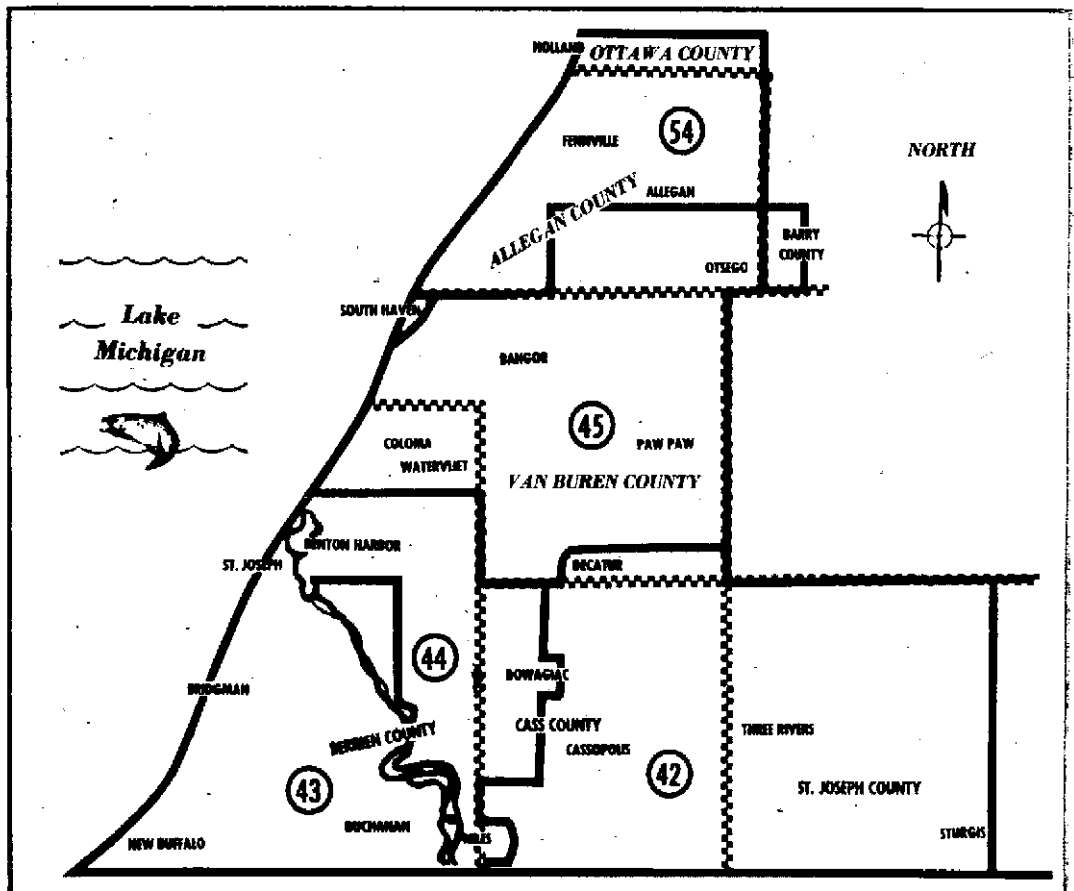 HOLLAND
OTTAWA COUNTY
FENNVILLE
54
NORTH
ALLEGAN
ALLEGAN COUNTY
BARRY
COUNTY
OTSEGO
SOUTH HAVEN
Lake
Michigan
BANGOR
45
PAW PAW
COLOMA
WATERVLIET
VAN BUREN COUNTY
BENTON HARBOR
ST. JOSEPH
DECATUR
44
DOWAGIAC
BRIDGMAN
CASS COUNTY
THREE RIVERS
BERRIEN COUNTY
CASSOPOLIS
42
43
ST. JOSEPH COUNTY
BUCHANAN
NILES
STURGIS
NEW BUFFALO